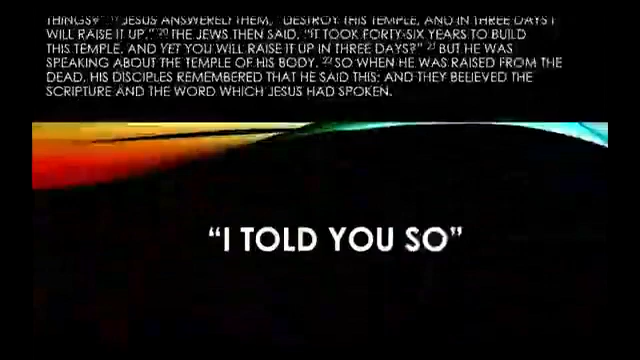 THINGS?" JESUS ANSWERED THEM, "DESTROY THIS TEMPLE, AND IN THREE DAYS I
WILL RAISE IT UP." 20 THE JEWS THEN SAID, "IT TOOK FORTY-SIX YEARS TO BUILD
THIS TEMPLE, AND YET YOU WILL RAISE IT UP IN THREE DAYS?" 21 BUT HE WAS
SPEAKING ABOUT THE TEMPLE OF HIS BODY. 22 SO WHEN HE WAS RAISED FROM THE
DEAD, HIS DISCIPLES REMEMBERED THAT HE SAID THIS; AND THEY BELIEVED THE
SCRIPTURE AND THE WORD WHICH JESUS HAD SPOKEN.
"I TOLD YOU SO"